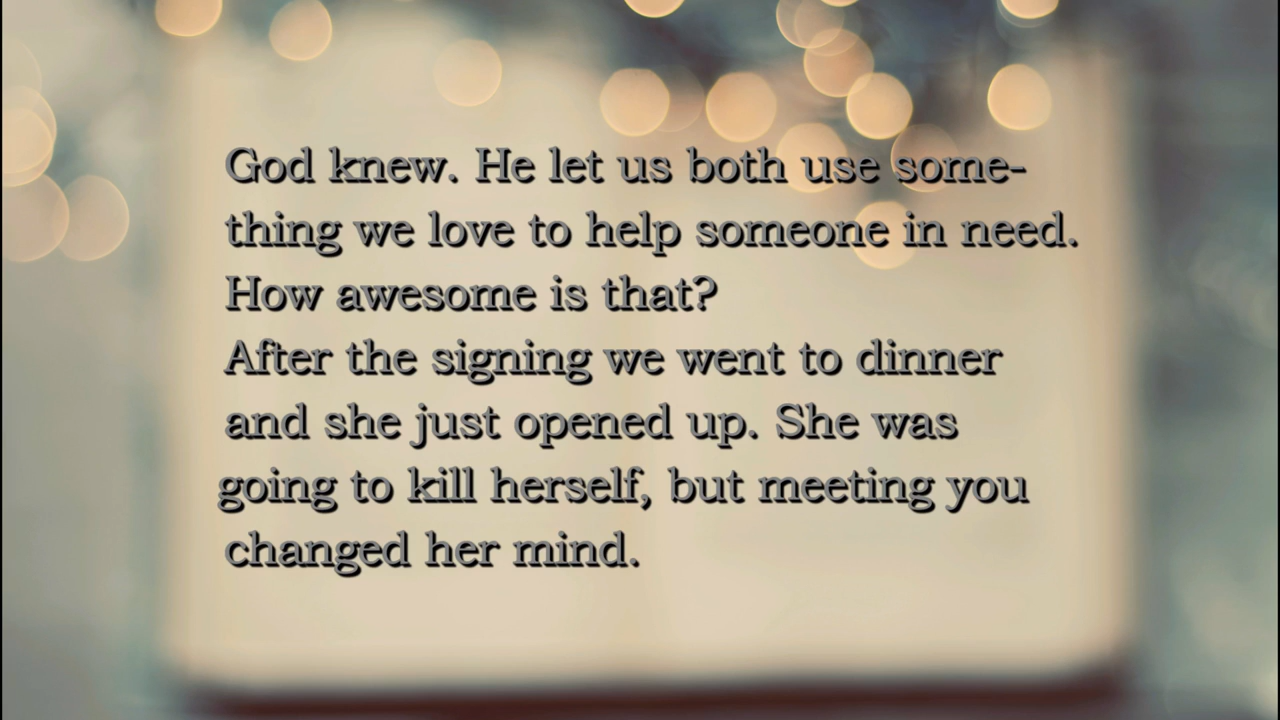 God knew. He let us both use some-
thing we love to help someone in need.
How awesome is that?
After the signing we went to dinner
and she just opened up. She was
going to kill herself, but meeting you
changed her mind.